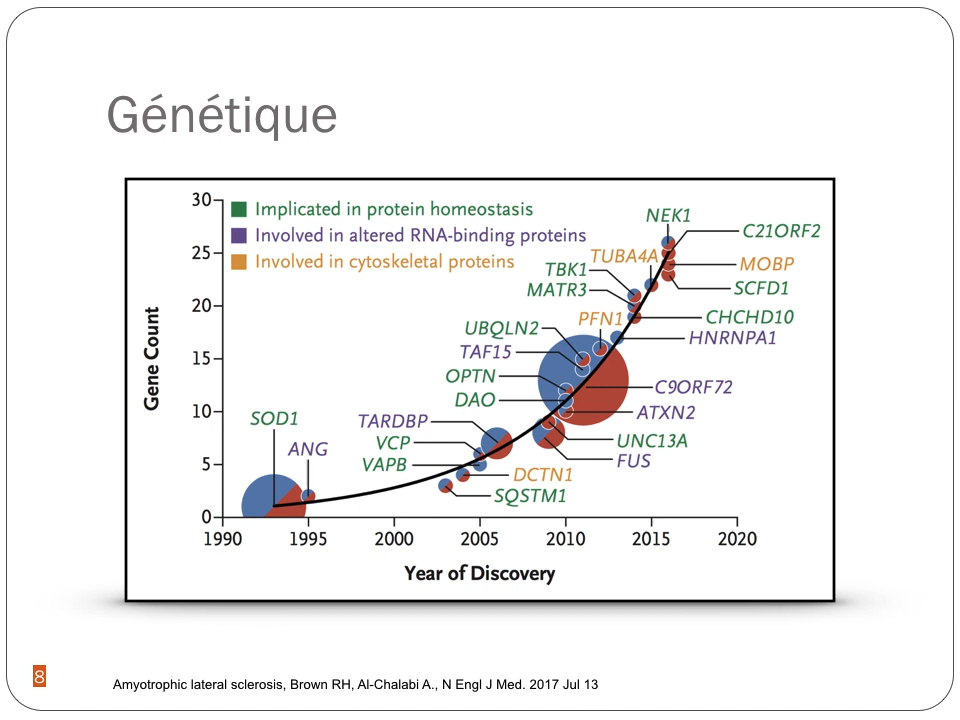 Génétique
30
Implicated in protein homeostasis
Involved in altered RNA-binding proteins
Involved in cytoskeletal proteins
NEK1
C21ORF2
25
TUBA4A
MOBP
TBK1
SCFD1
MATR3
20
PFN1
CHCHD10
UBQLN2
HNRNPA1
TAF15
15
OPTN
C9ORF72
DAO
ATXN2
10
SOD1
TARDBP
ANG
VCP
UNC13A
VAPB
FUS
5
DCTN1
SQSTM1
0
1990 1995 2000 2005 2010 2015 2020
Gene Count
Year of Discovery
8
Amyotrophic lateral sclerosis, Brown RH, Al-Chalabi A., N Engl J Med. 2017 Jul 13